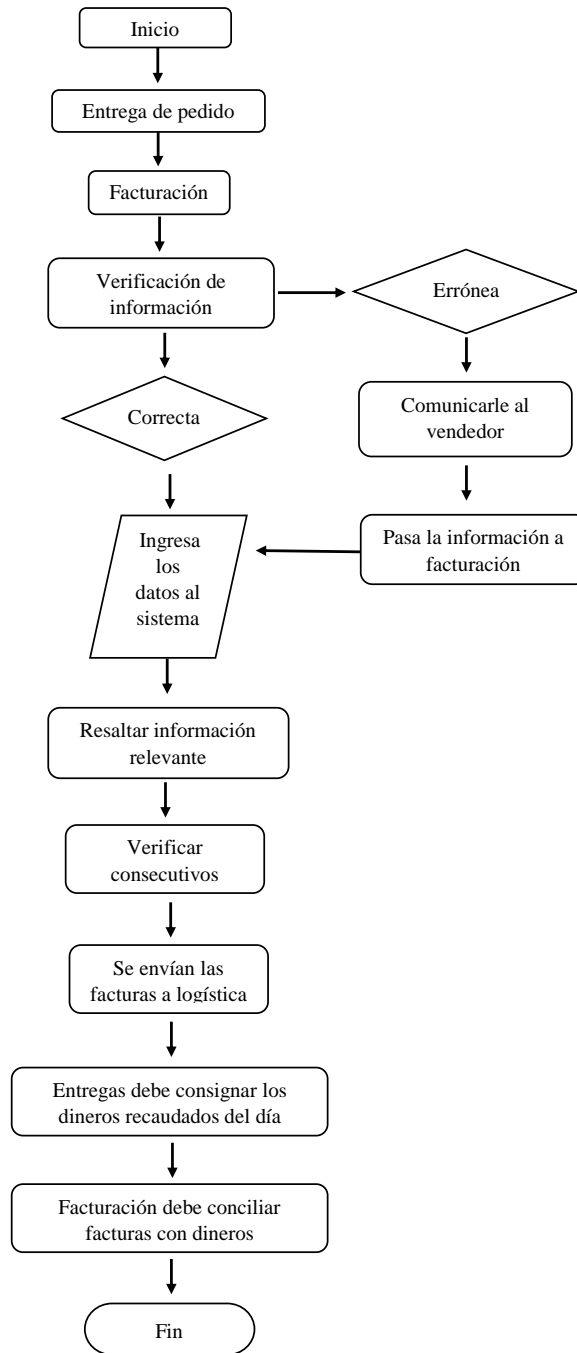 Inicio
Entrega de pedido
Facturación
Verificación de
información
Errónea
Correcta
Comunicarle al
vendedor
Ingresa
los
datos al
sistema
Pasa la información a
facturación
Resaltar información
relevante
Verificar
consecutivos
Se envían las
facturas a logística
Entregas debe consignar los
dineros recaudados del día
Facturación debe conciliar
facturas con dineros
Fin